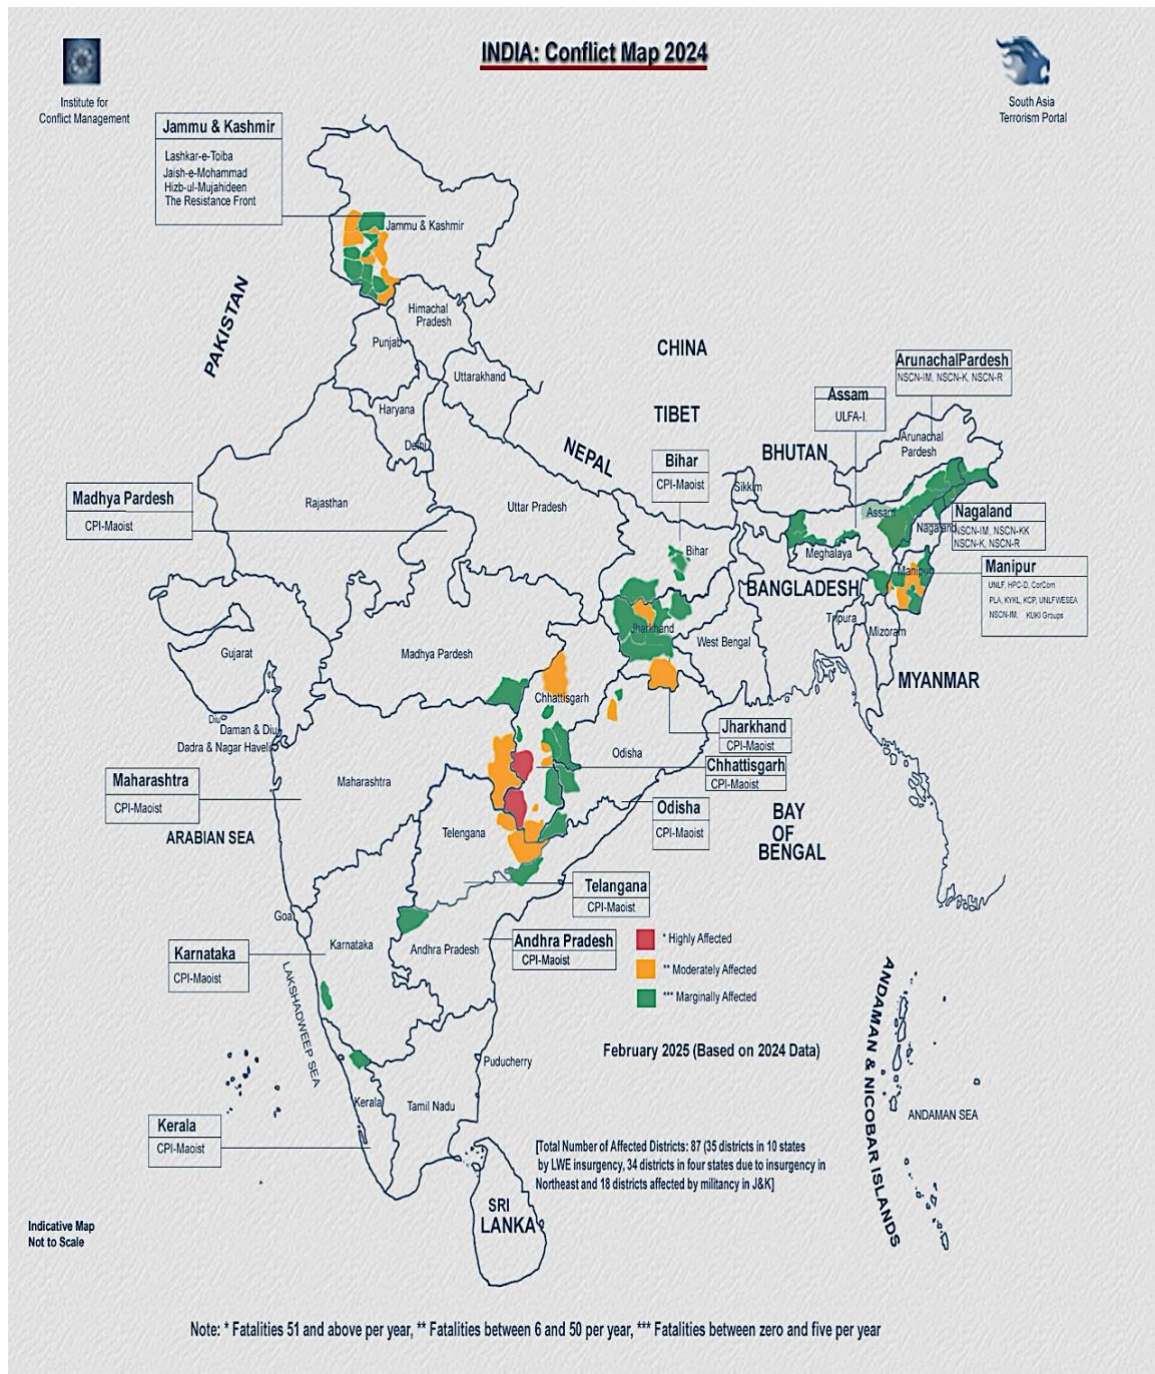 INDIA: Conflict Map 2024
Institute for
Conflict Management
South Asia
Terrorism Portal
Jammu & Kashmir
Lashkar-e-Toiba
Jaish-e-Mohammad
Hizb-ul-Mujahideen
The Resistance Front
Jammu & Kashmir
PAKISTAN
Himachal
Pradesh
Punjab
CHINA
Uttarakhand
ArunachalPardesh
NSCN-IM, NSCN-K, NSCN-R
Assam
ULFA-I.
Haryana
TIBET
Delhi
Arunachal
Pardesh
NEPAL
BHUTAN
Bihar
CPI-Maoist
Sikkim
Madhya Pardesh
CPI-Maoist
Rajasthan
Uttar Pradesh
Assam
Nagaland
Nagaland
NSCN-IM, NSCN-KK
NSCN-K, NSCN-R
Bihar
Meghalaya
Manipur
Manipur
UNLF, HPC-D, CorCom
PLA, KYKL, KCP, UNLFWESEA
NSCN-IM, KUKI Groups
BANGLADESH
Tripura
Mizoram
Jharkhand
West Bengal
Gujarat
Madhya Pardesh
MYANMAR
Chhattisgarh
Diu
Daman & Diu
Dadra & Nagar Haveli
Jharkhand
CPI-Maoist
Odisha
Chhattisgarh
CPI-Maoist
Maharashtra
CPI-Maoist
Maharashtra
Odisha
CPI-Maoist
ARABIAN SEA
Telengana
BAY
OF
BENGAL
Telangana
CPI-Maoist
Goa
Karnataka
Andhra Pradesh
Andhra Pradesh
CPI-Maoist
Karnataka
CPI-Maoist
* Highly Affected
** Moderately Affected
*** Marginally Affected
LAKSHADWEEP SEA
ANDAMAN & NICOBAR ISLANDS
February 2025 (Based on 2024 Data)
Puducherry
Kerala
Tamil Nadu
ANDAMAN SEA
Kerala
CPI-Maoist
[Total Number of Affected Districts: 87 (35 districts in 10 states
by LWE insurgency, 34 districts in four states due to insurgency in
Northeast and 18 districts affected by militancy in J&K]
SRI
LANKA
Indicative Map
Not to Scale
Note: * Fatalities 51 and above per year, ** Fatalities between 6 and 50 per year, *** Fatalities between zero and five per year